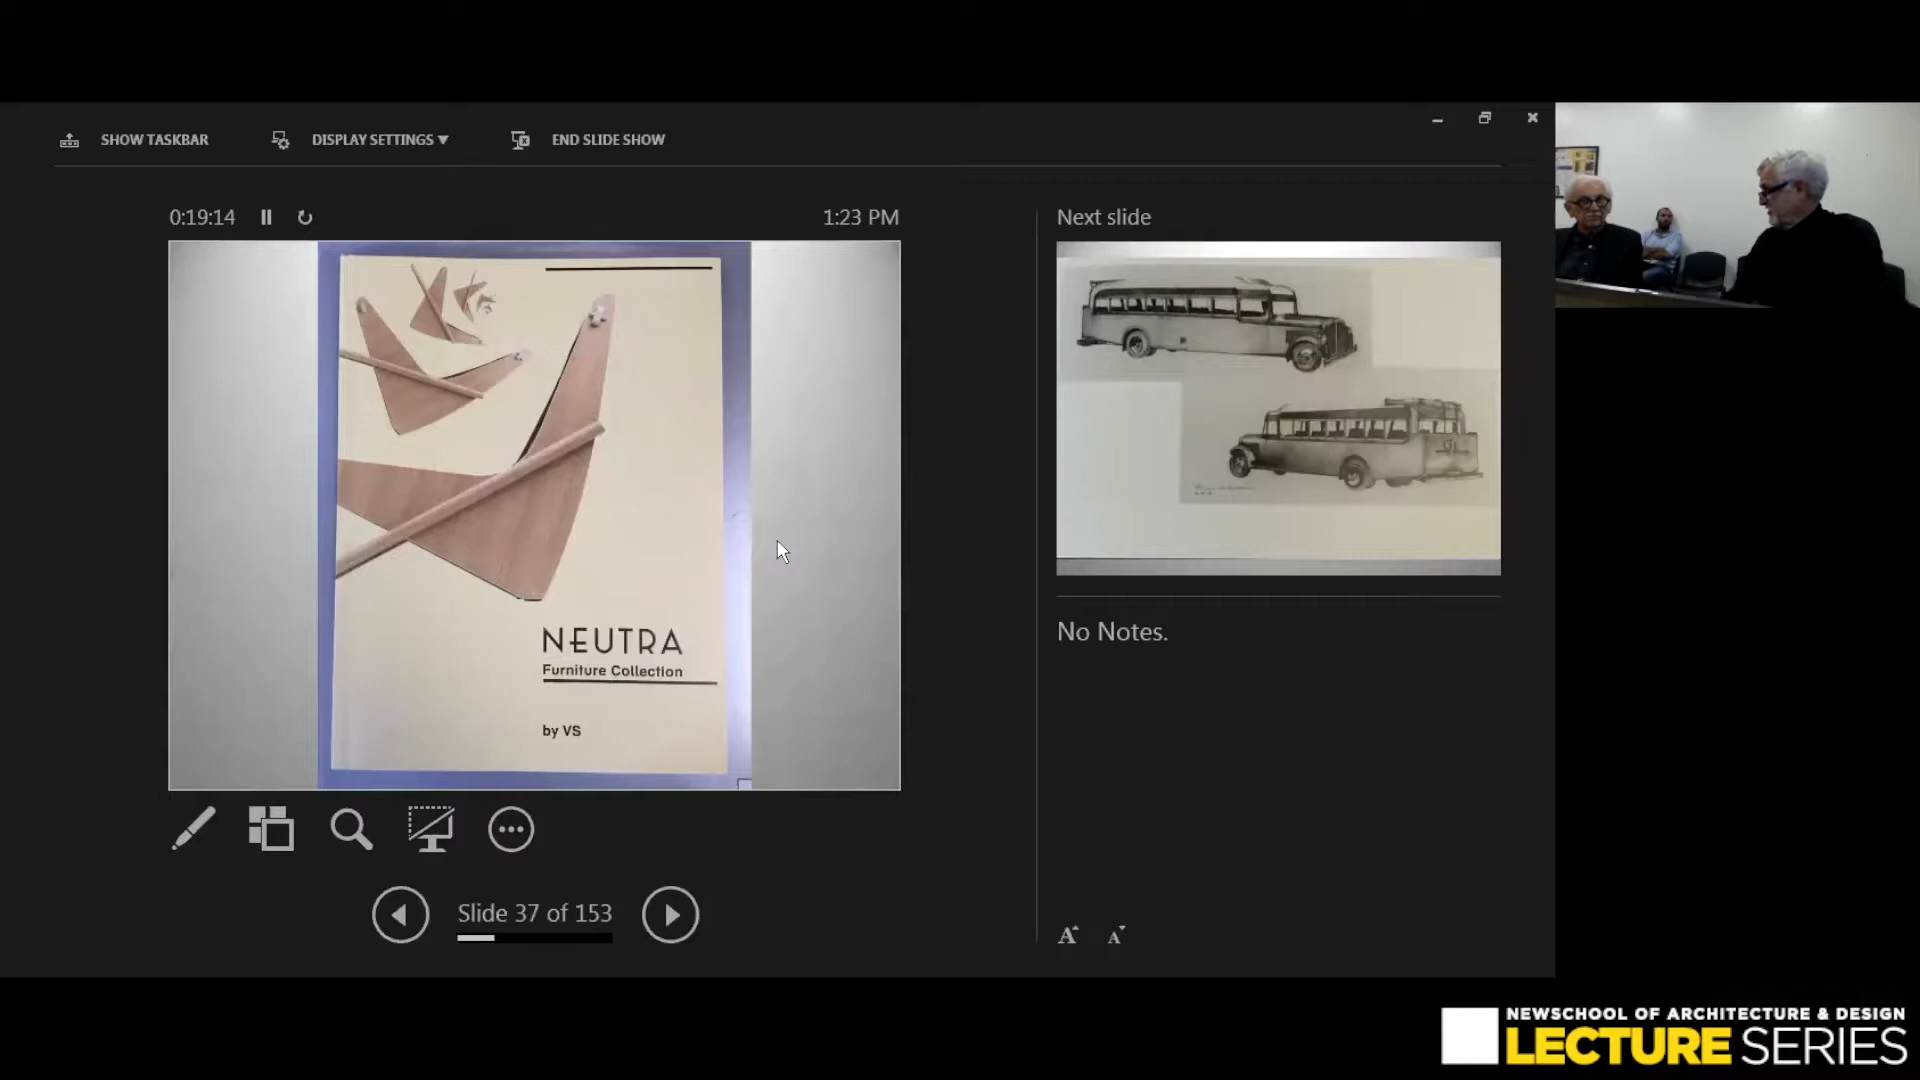 SHOW TASKBAR
DISPLAY SETTINGS ▼
END SLIDE SHOW
0:19:14
1:23 PM
Next slide
NEUTRA
Furniture Collection
by VS
No Notes.
Slide 37 of 153
A
A
NEWSCHOOL OF ARCHITECTURE & DESIGN
LECTURE SERIES